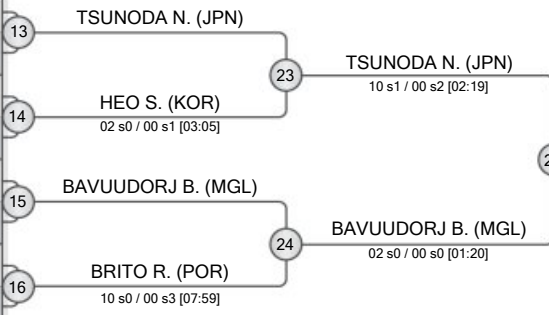 13
TSUNODA N. (JPN)
23
TSUNODA N. (JPN)
10 s1 / 00 s2 [02:19]
14
HEO S. (KOR)
02 s0 / 00 s1 [03:05]
15
BAVUUDORJ B. (MGL)
24
BAVUUDORJ B. (MGL)
02 s0 / 00 s0 [01:20]
16
BRITO R. (POR)
10 s0 / 00 s3 [07:59]